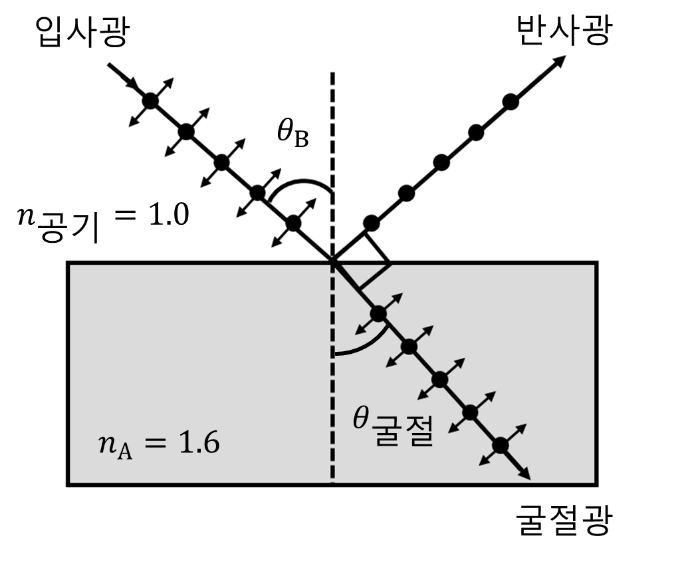 입사광
반사광
θB
n공기 = 1.0
θ굴절
nA = 1.6
굴절광